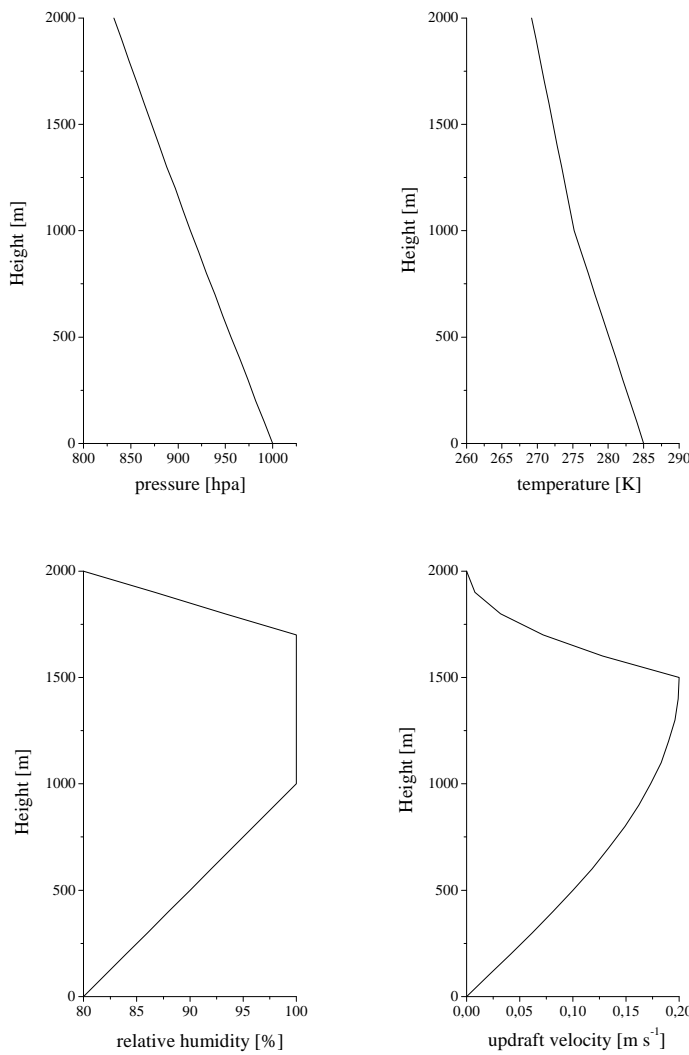 2000
1500
1000
500
0
800 850 900 950 1000
Height [m]
pressure [hpa]
2000
1500
1000
500
0
260 265 270 275 280 285 290
Height [m]
temperature [K]
2000
1500
1000
500
0
80 85 90 95 100
Height [m]
relative humidity [%]
2000
1500
1000
500
0
0,00 0,05 0,10 0,15 0,20
Height [m]
updraft velocity [m s⁻¹]